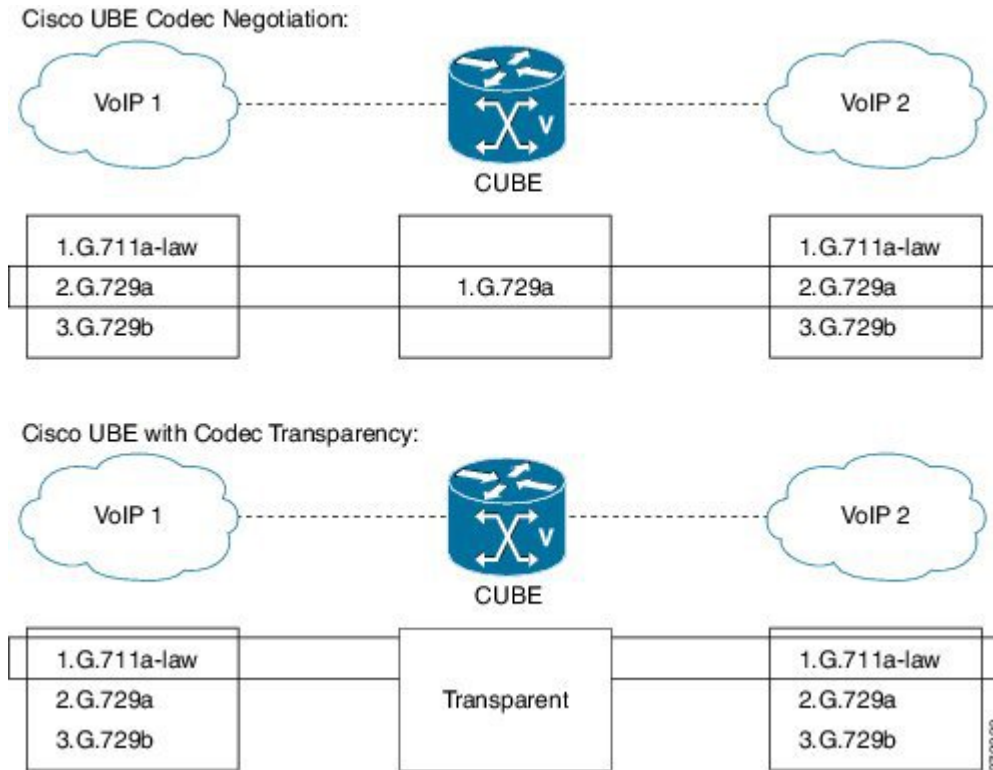 Cisco UBE Codec Negotiation:
VoIP 1
V
VoIP 2
CUBE
1.G.711a-law
2.G.729a
3.G.729b
1.G.729a
1.G.711a-law
2.G.729a
3.G.729b
Cisco UBE with Codec Transparency:
VoIP 1
V
VoIP 2
CUBE
1.G.711a-law
2.G.729a
3.G.729b
Transparent
1.G.711a-law
2.G.729a
3.G.729b